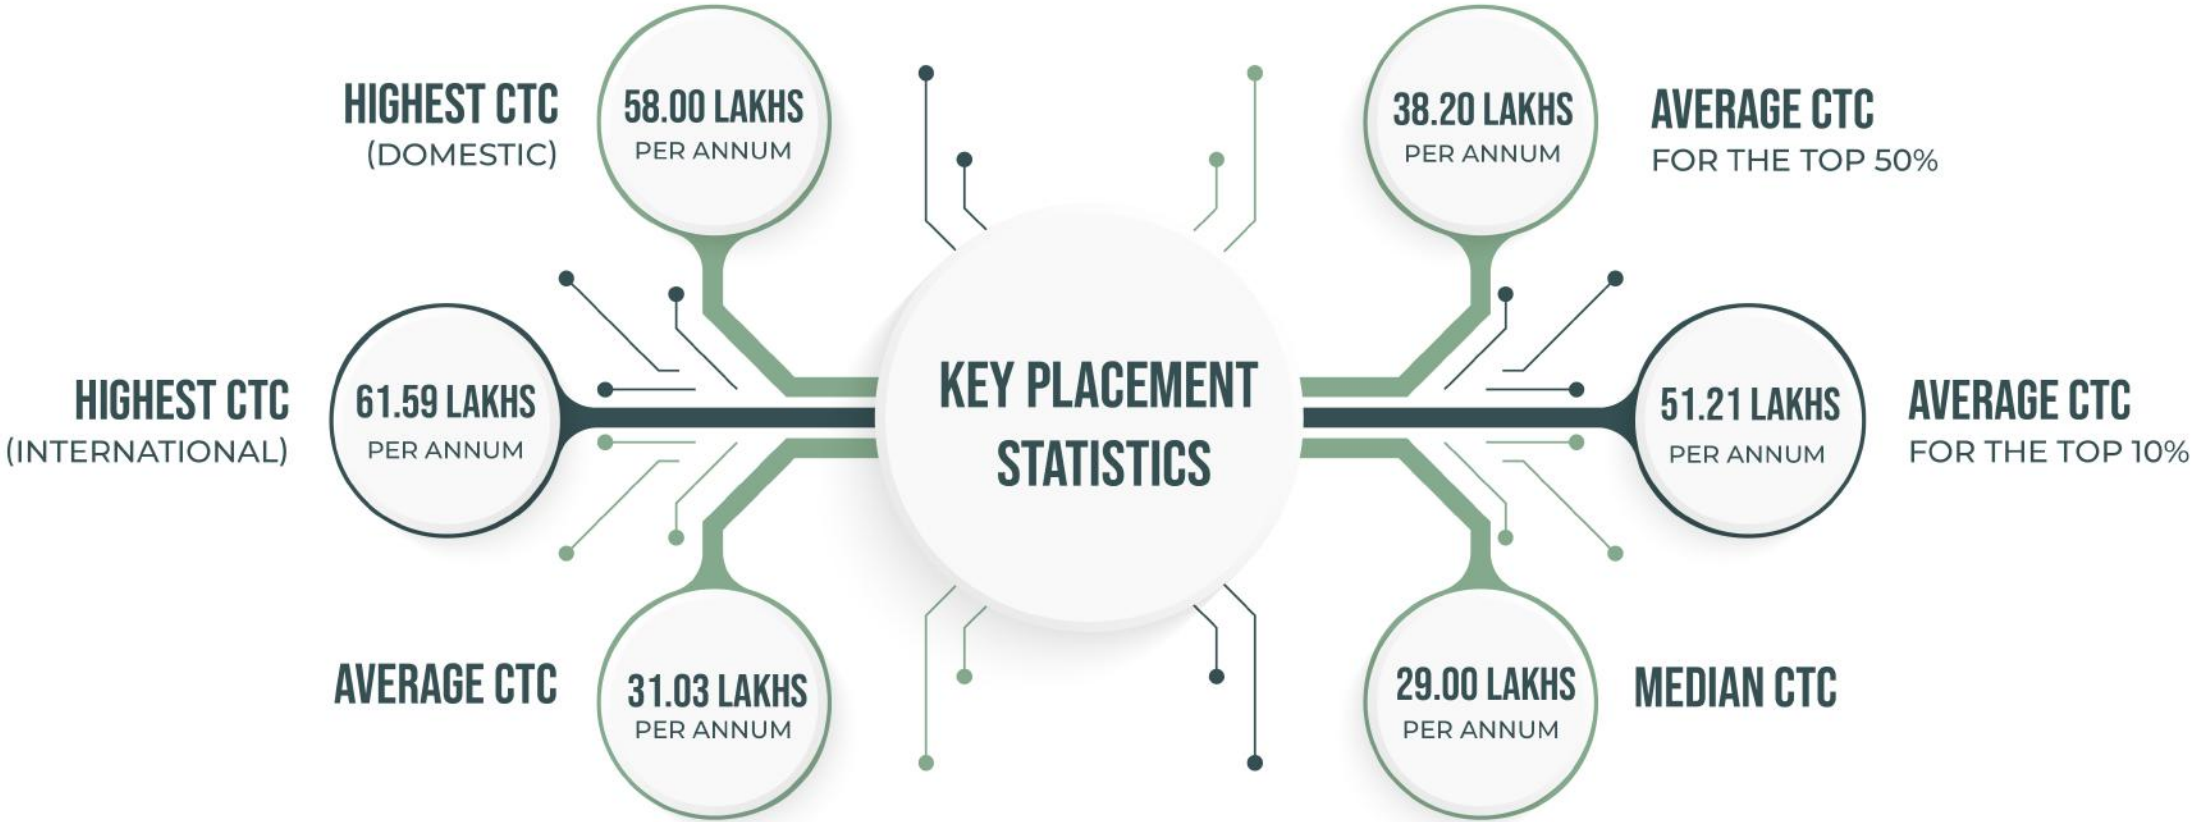 HIGHEST CTC
(DOMESTIC)
58.00 LAKHS
PER ANNUM
38.20 LAKHS
PER ANNUM
AVERAGE CTC
FOR THE TOP 50%
HIGHEST CTC
(INTERNATIONAL)
61.59 LAKHS
PER ANNUM
KEY PLACEMENT
STATISTICS
51.21 LAKHS
PER ANNUM
AVERAGE CTC
FOR THE TOP 10%
AVERAGE CTC
31.03 LAKHS
PER ANNUM
29.00 LAKHS
PER ANNUM
MEDIAN CTC